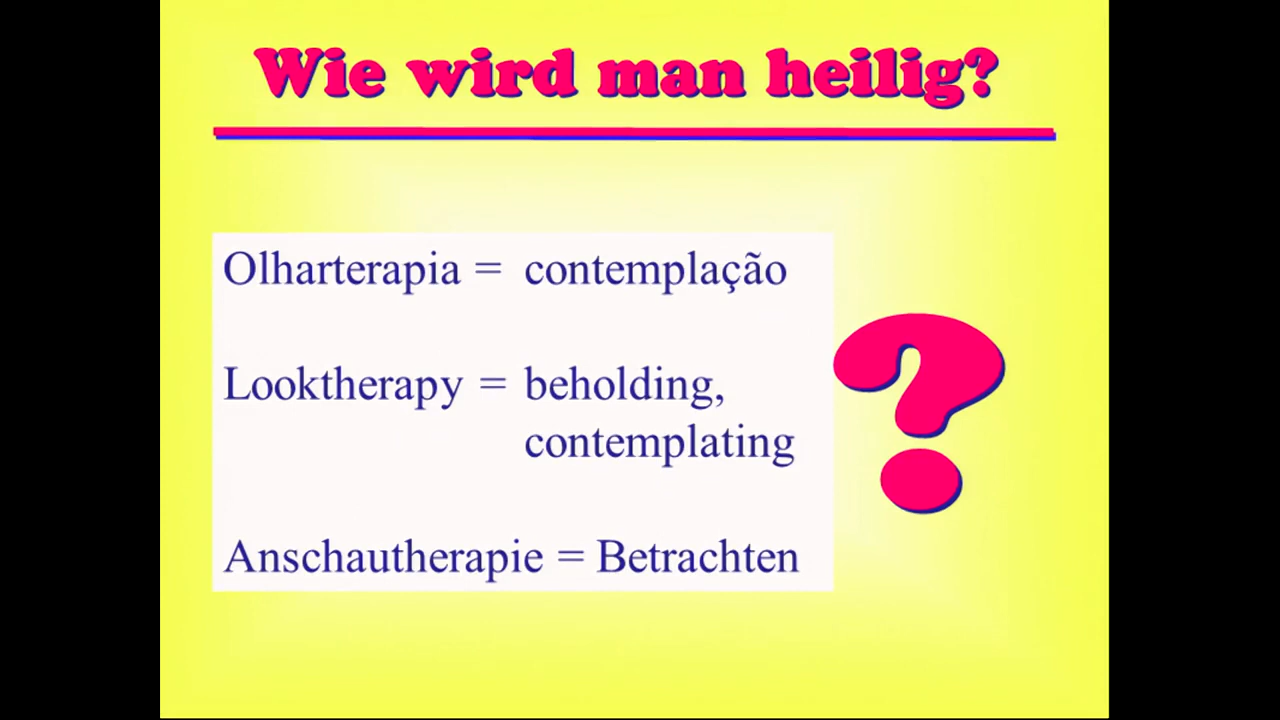 Wie wird man heilig?
Olharterapia = contemplação
Looktherapy = beholding,
contemplating
Anschautherapie = Betrachten
?